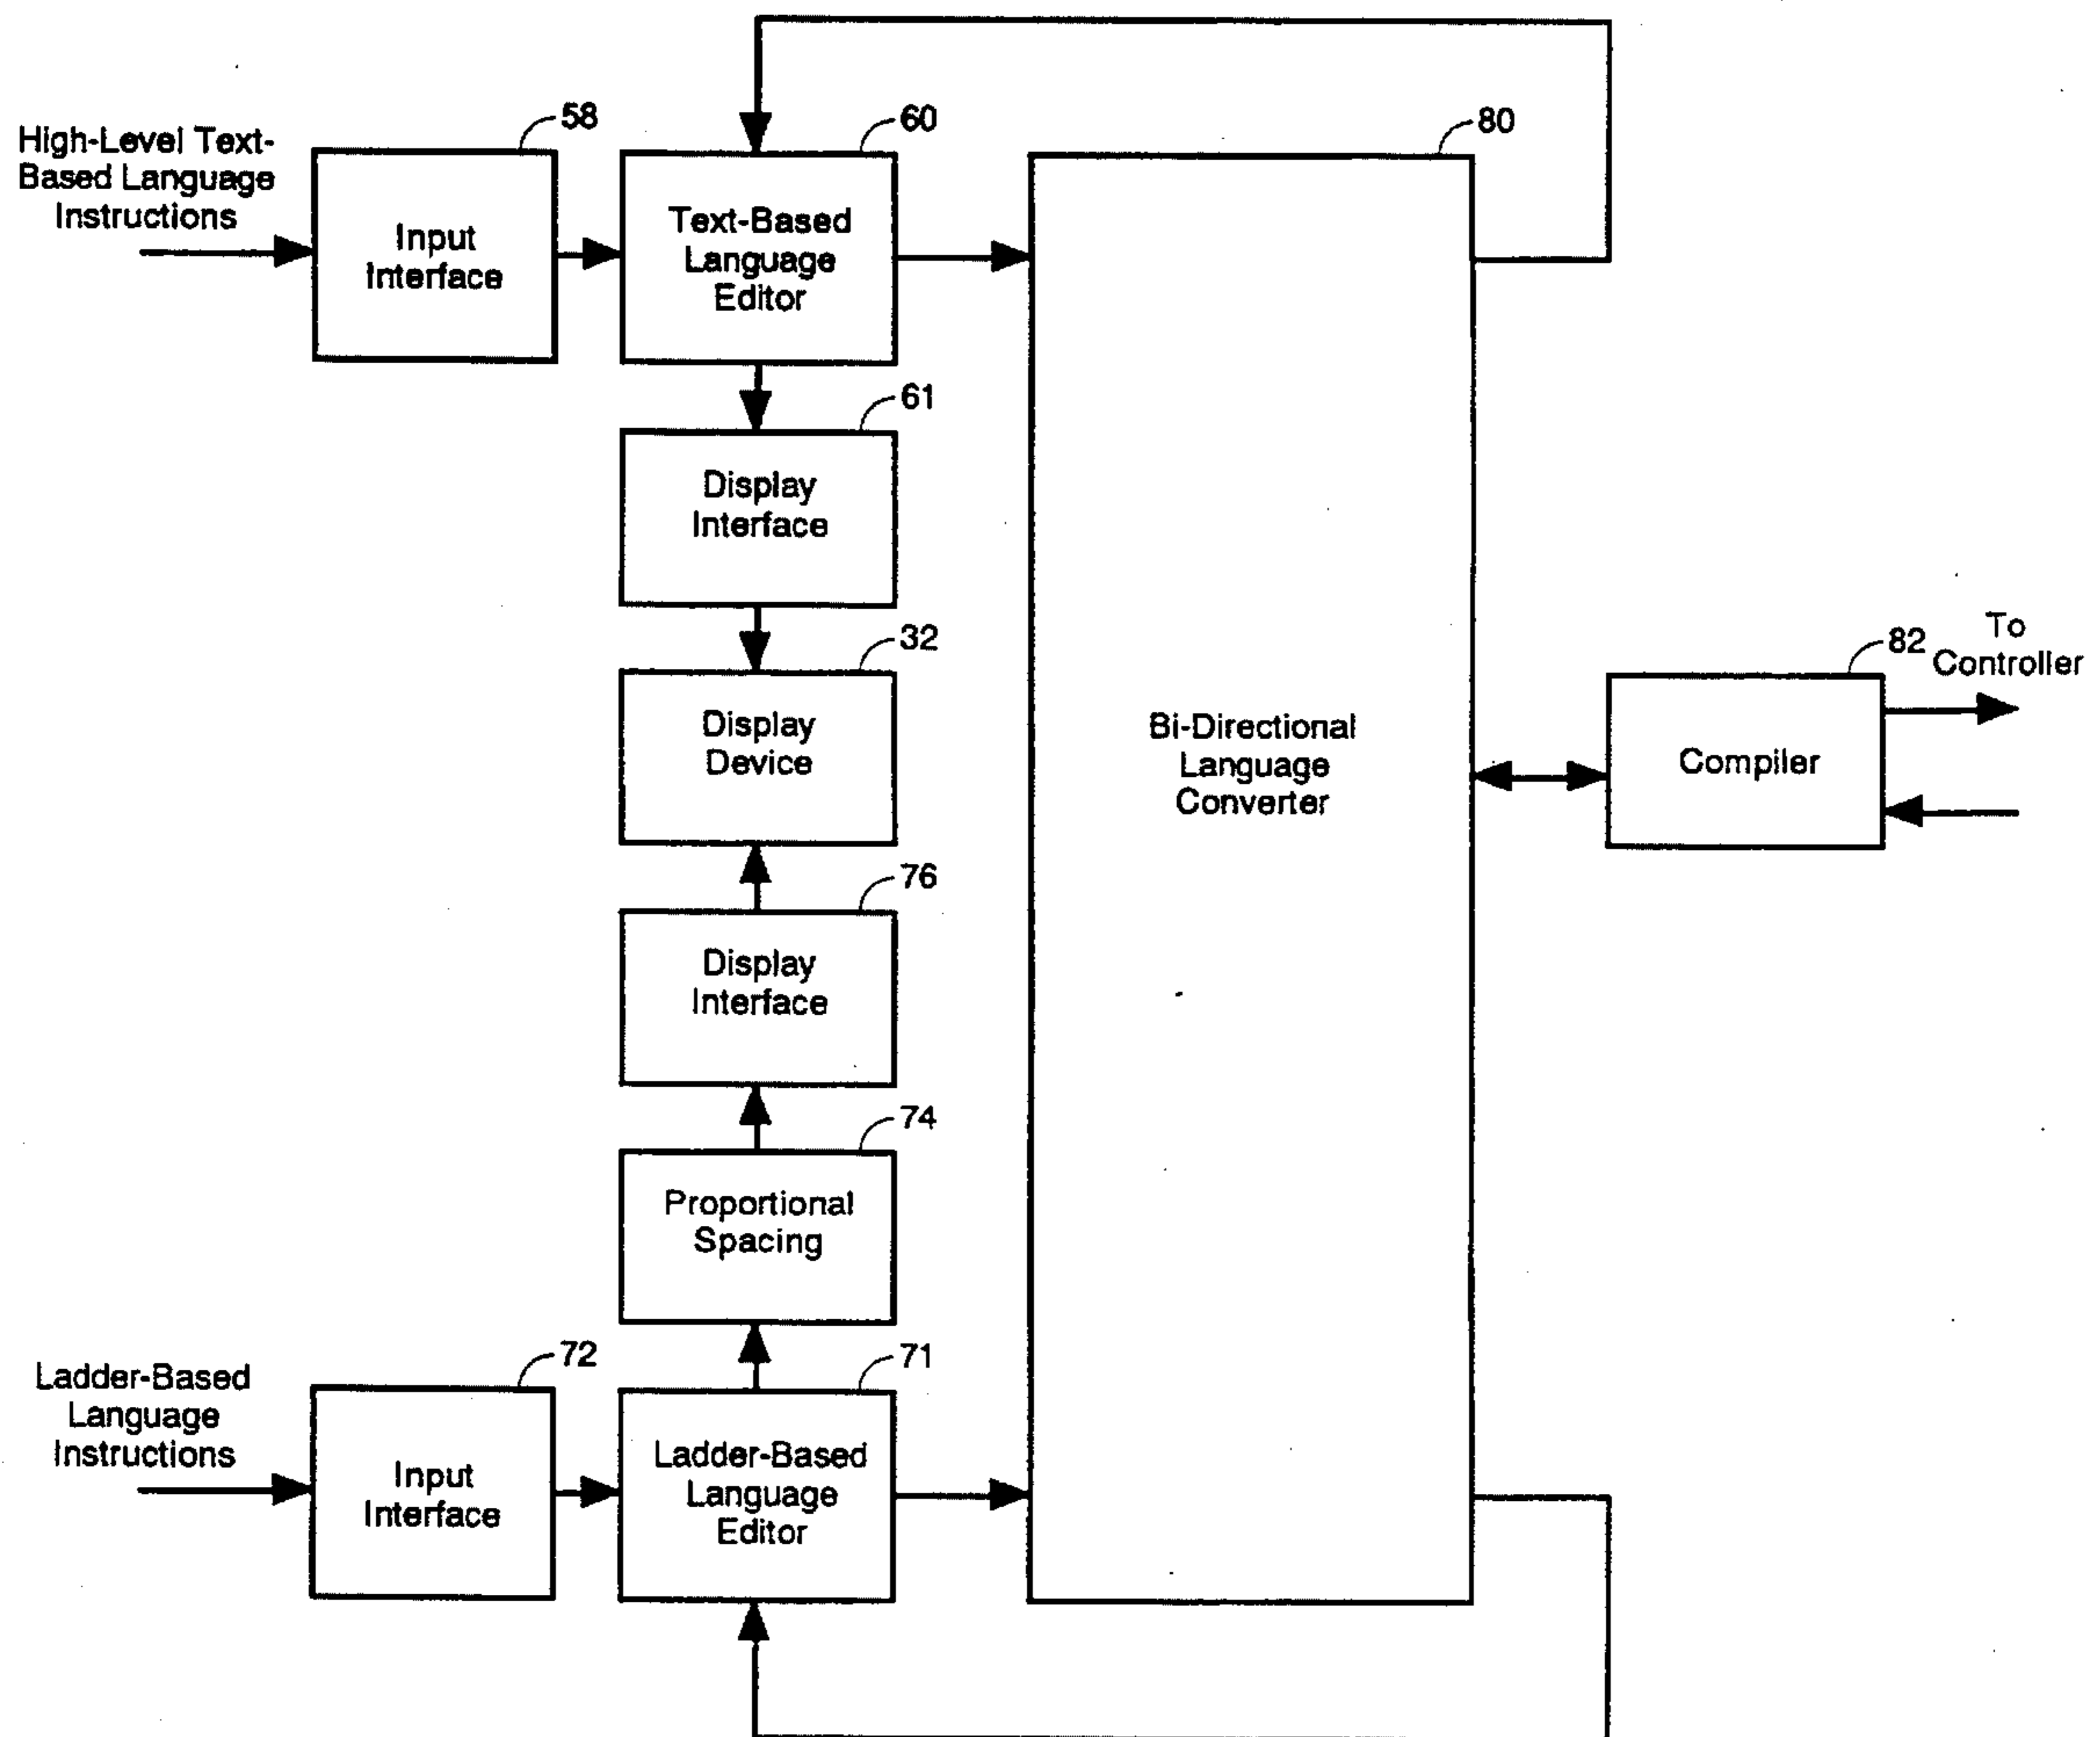 58
60
80
High-Level Text-
Based Language
Instructions
Input
Interface
Text-Based
Language
Editor
61
Display
Interface
32
Display
Device
82
To
Controller
Bi-Directional
Language
Converter
Compiler
76
Display
Interface
74
Proportional
Spacing
72
71
Ladder-Based
Language
Instructions
Input
Interface
Ladder-Based
Language
Editor